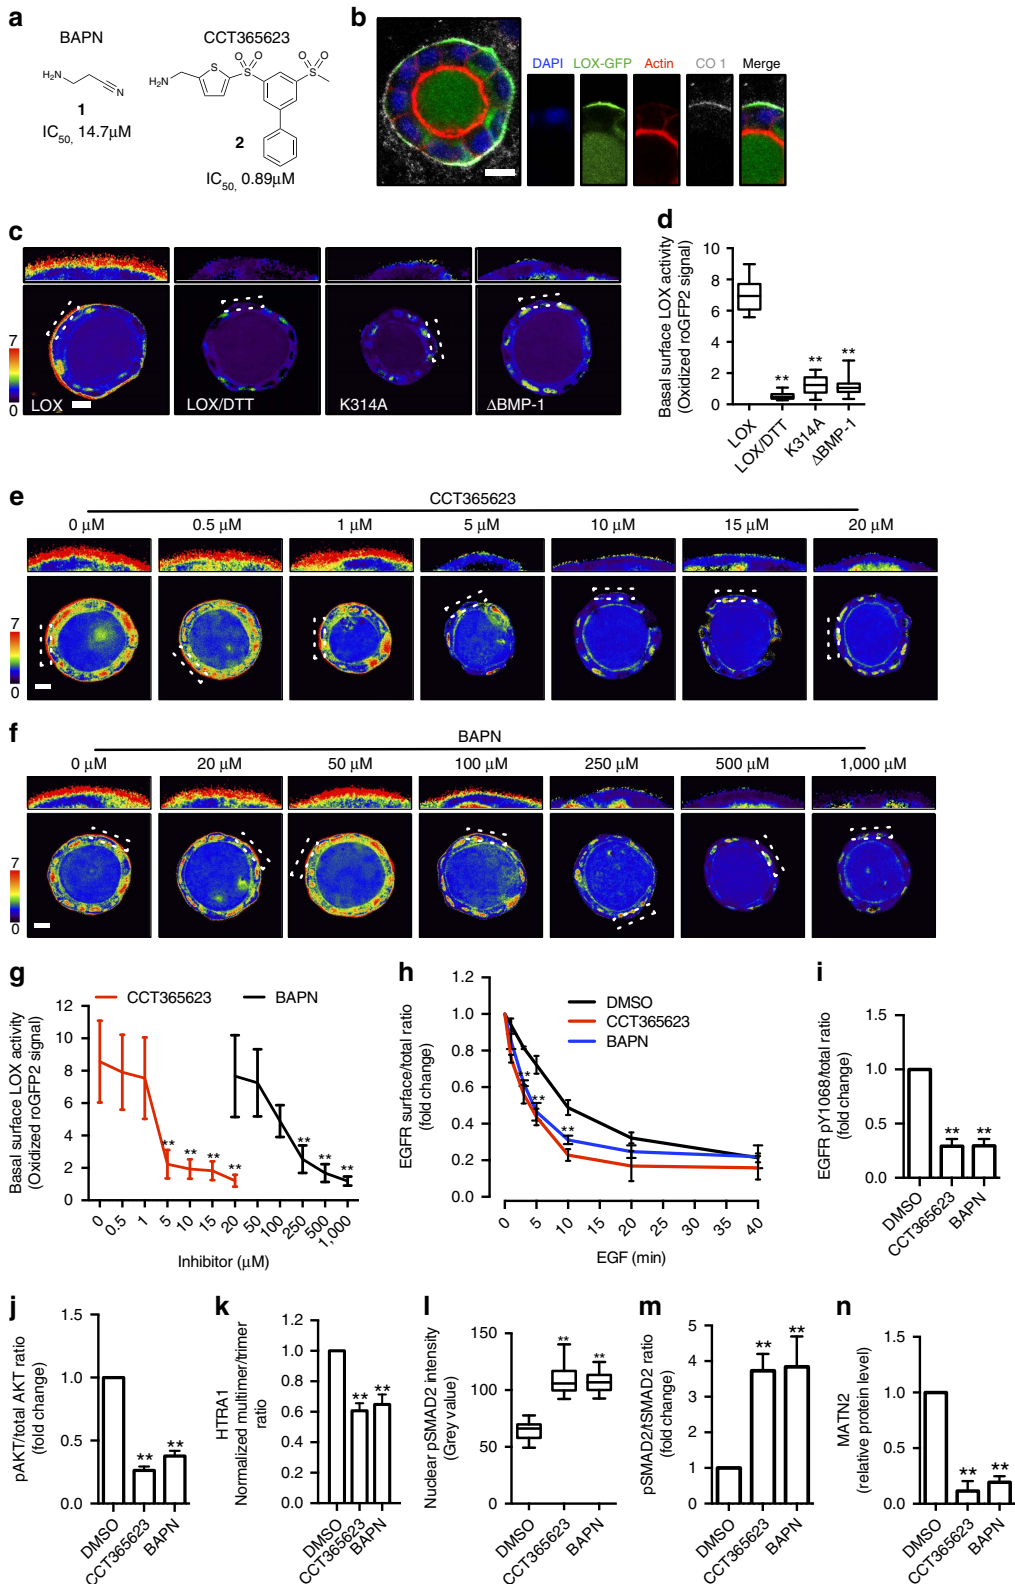 a
BAPN
CCT365623
H2N
N
1
IC50, 14.7µM
H2N
S
O O
S
O O
S
2
IC50, 0.89µM
b
DAPI LOX-GFP Actin CO 1 Merge
c
7
0
LOX
LOX/DTT
K314A
ΔBMP-1
d
Basal surface LOX activity
(Oxidized roGFP2 signal)
10
8
6
4
2
0
**
**
**
LOX
LOX/DTT
K314A
ΔBMP-1
e
CCT365623
0 µM 0.5 µM 1 µM 5 µM 10 µM 15 µM 20 µM
7
0
f
BAPN
0 µM 20 µM 50 µM 100 µM 250 µM 500 µM 1,000 µM
7
0
g
CCT365623 BAPN
Basal surface LOX activity
(Oxidized roGFP2 signal)
12
10
8
6
4
2
0
** ** ** ** ** ** **
0 0.5 1 5 10 15 20 50 100 250 500 1,000
Inhibitor (µM)
h
DMSO
CCT365623
BAPN
EGFR surface/total ratio
(fold change)
1.2
1.0
0.8
0.6
0.4
0.2
0.0
**
**
**
0 5 10 15 20 25 30 35 40
EGF (min)
i
EGFR pY1068/total ratio
(fold change)
1.5
1.0
0.5
0.0
** **
DMSO
CCT365623
BAPN
j
pAKT/total AKT ratio
(fold change)
1.5
1.0
0.5
0.0
** **
DMSO
CCT365623
BAPN
k
HTRA1
Normalized multimer/trimer
ratio
1.2
1.0
0.8
0.6
0.4
0.2
0.0
** **
DMSO
CCT365623
BAPN
l
Nuclear pSMAD2 intensity
(Grey value)
150
100
50
0
** **
DMSO
CCT365623
BAPN
m
pSMAD2/tSMAD2 ratio
(fold change)
5
4
3
2
1
0
** **
DMSO
CCT365623
BAPN
n
MATN2
(relative protein level)
1.5
1.0
0.5
0.0
** **
DMSO
CCT365623
BAPN